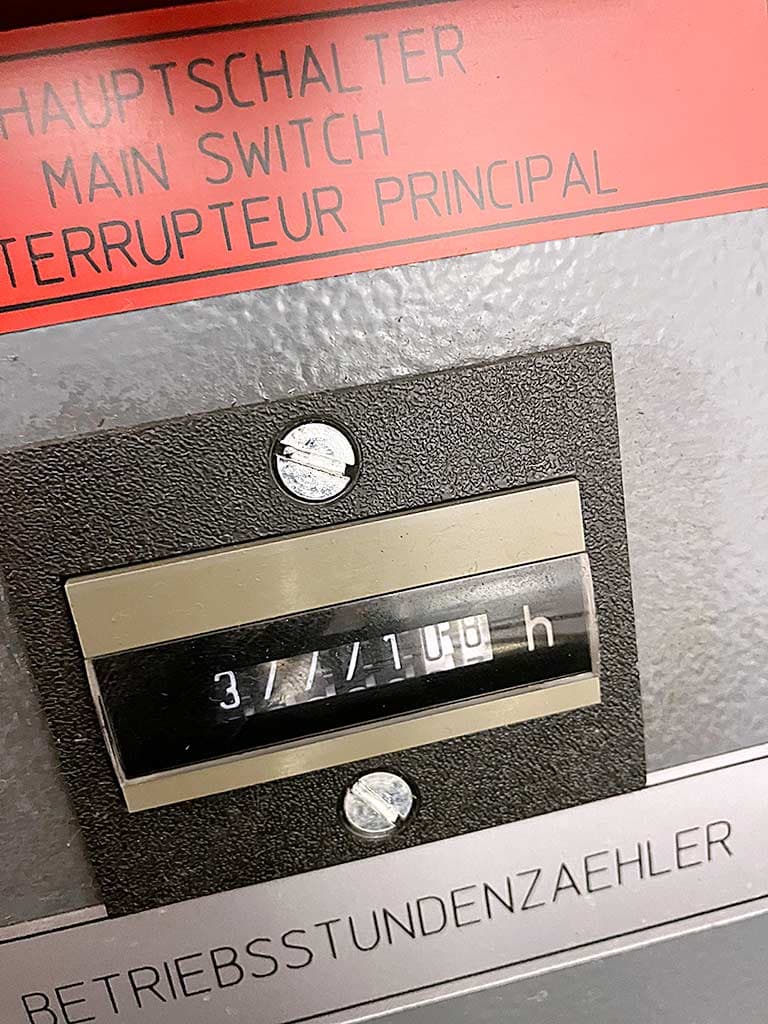 HAUPTSCHALTER
MAIN SWITCH
TERRUPTEUR PRINCIPAL
h
BETRIEBSSTUNDENZAEHLER